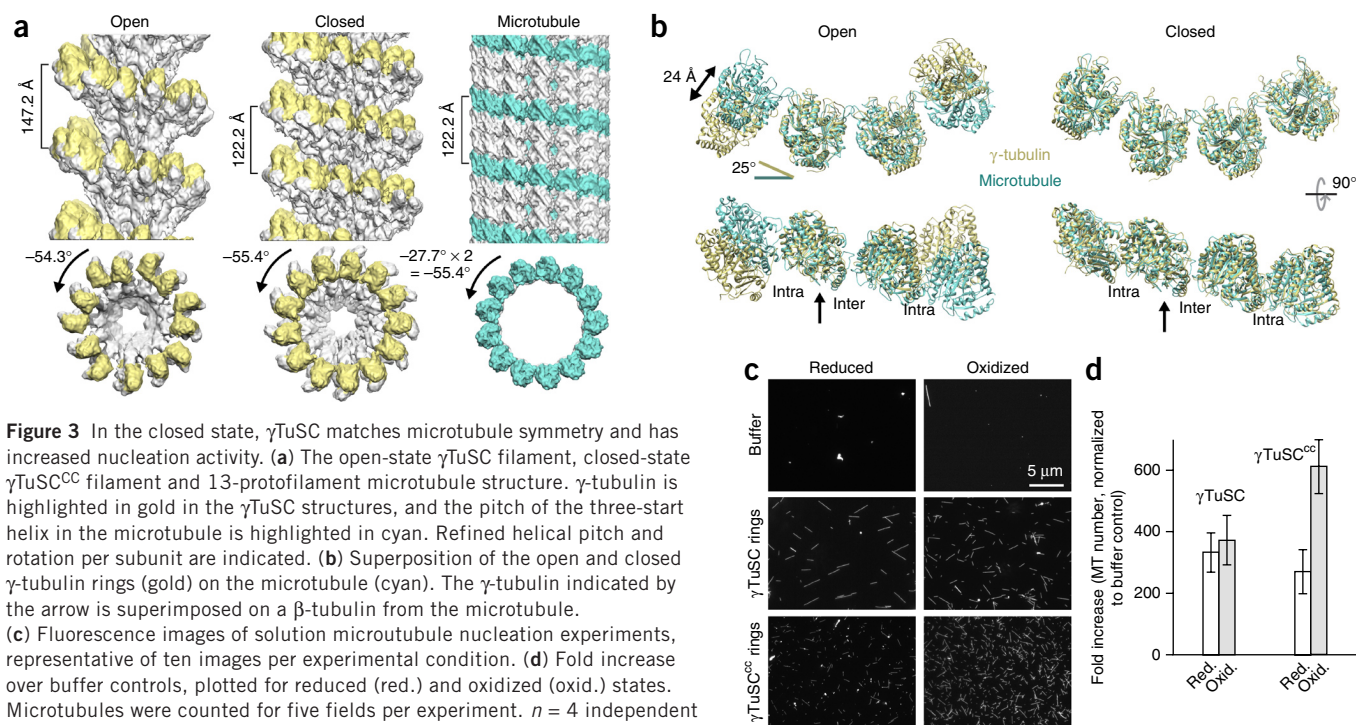 a
Open
Closed
Microtubule
147.2 Å
122.2 Å
122.2 Å
–54.3°
–55.4°
–27.7° × 2
= –55.4°
b
Open
Closed
24 Å
25°
γ-tubulin
Microtubule
90°
Intra
Inter
Intra
Intra
Inter
Intra
c
Reduced
Oxidized
Buffer
5 μm
γTuSC rings
γTuSC^cc rings
d
Fold increase (MT number, normalized
to buffer control)
600
400
200
0
γTuSC
γTuSC^cc
Red.
Oxid.
Red.
Oxid.
Figure 3 In the closed state, γTuSC matches microtubule symmetry and has
increased nucleation activity. (a) The open-state γTuSC filament, closed-state
γTuSC^CC filament and 13-protofilament microtubule structure. γ-tubulin is
highlighted in gold in the γTuSC structures, and the pitch of the three-start
helix in the microtubule is highlighted in cyan. Refined helical pitch and
rotation per subunit are indicated. (b) Superposition of the open and closed
γ-tubulin rings (gold) on the microtubule (cyan). The γ-tubulin indicated by
the arrow is superimposed on a β-tubulin from the microtubule.
(c) Fluorescence images of solution microutubule nucleation experiments,
representative of ten images per experimental condition. (d) Fold increase
over buffer controls, plotted for reduced (red.) and oxidized (oxid.) states.
Microtubules were counted for five fields per experiment. n = 4 independent